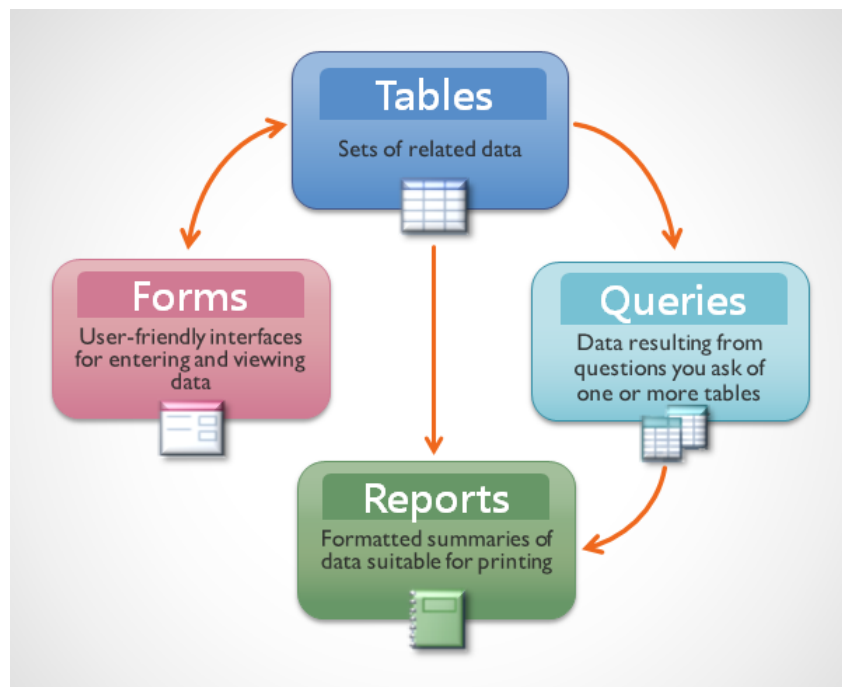 Tables
Sets of related data
Forms
User-friendly interfaces
for entering and viewing
data
Queries
Data resulting from
questions you ask of
one or more tables
Reports
Formatted summaries of
data suitable for printing